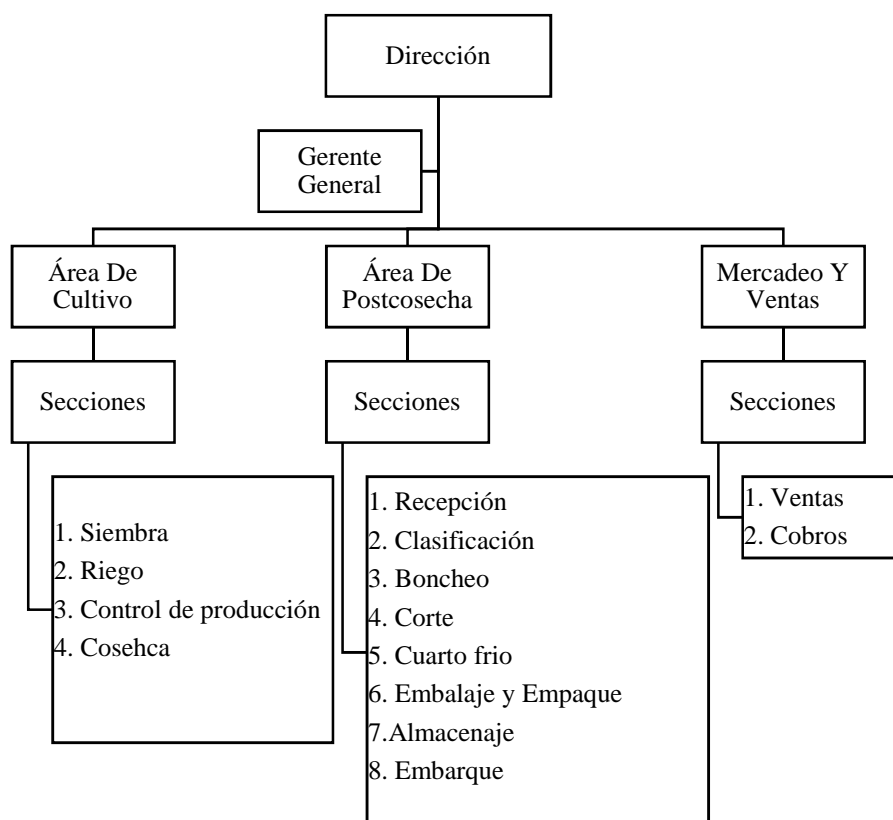 Dirección
Gerente
General
Área De
Cultivo
Área De
Postcosecha
Mercadeo Y
Ventas
Secciones
Secciones
Secciones
1. Siembra
2. Riego
3. Control de producción
4. Cosehca
1. Recepción
2. Clasificación
3. Boncheo
4. Corte
5. Cuarto frio
6. Embalaje y Empaque
7.Almacenaje
8. Embarque
1. Ventas
2. Cobros